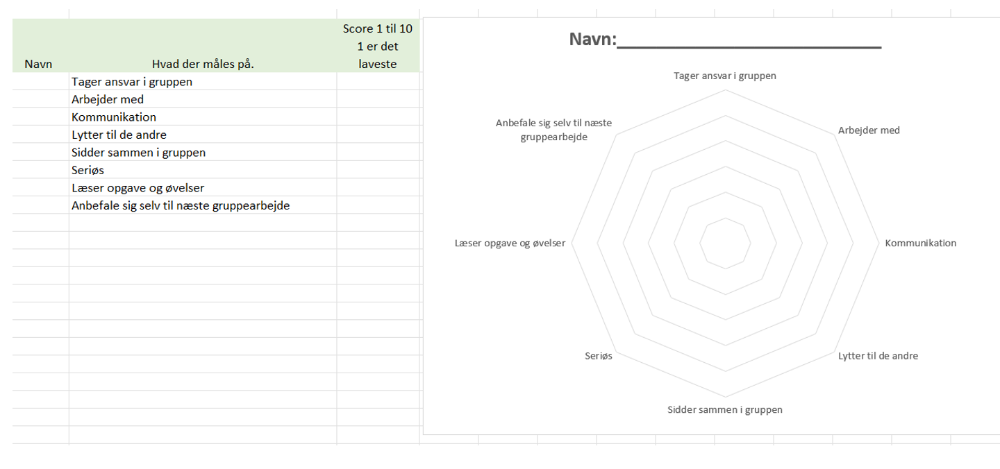 Navn
Hvad der måles på.
Score 1 til 10
1 er det
laveste
Tager ansvar i gruppen
Arbejder med
Kommunikation
Lytter til de andre
Sidder sammen i gruppen
Seriøs
Læser opgave og øvelser
Anbefale sig selv til næste gruppearbejde
Navn:____________________________
Tager ansvar i gruppen
Arbejder med
Kommunikation
Lytter til de andre
Sidder sammen i gruppen
Seriøs
Læser opgave og øvelser
Anbefale sig selv til næste
gruppearbejde